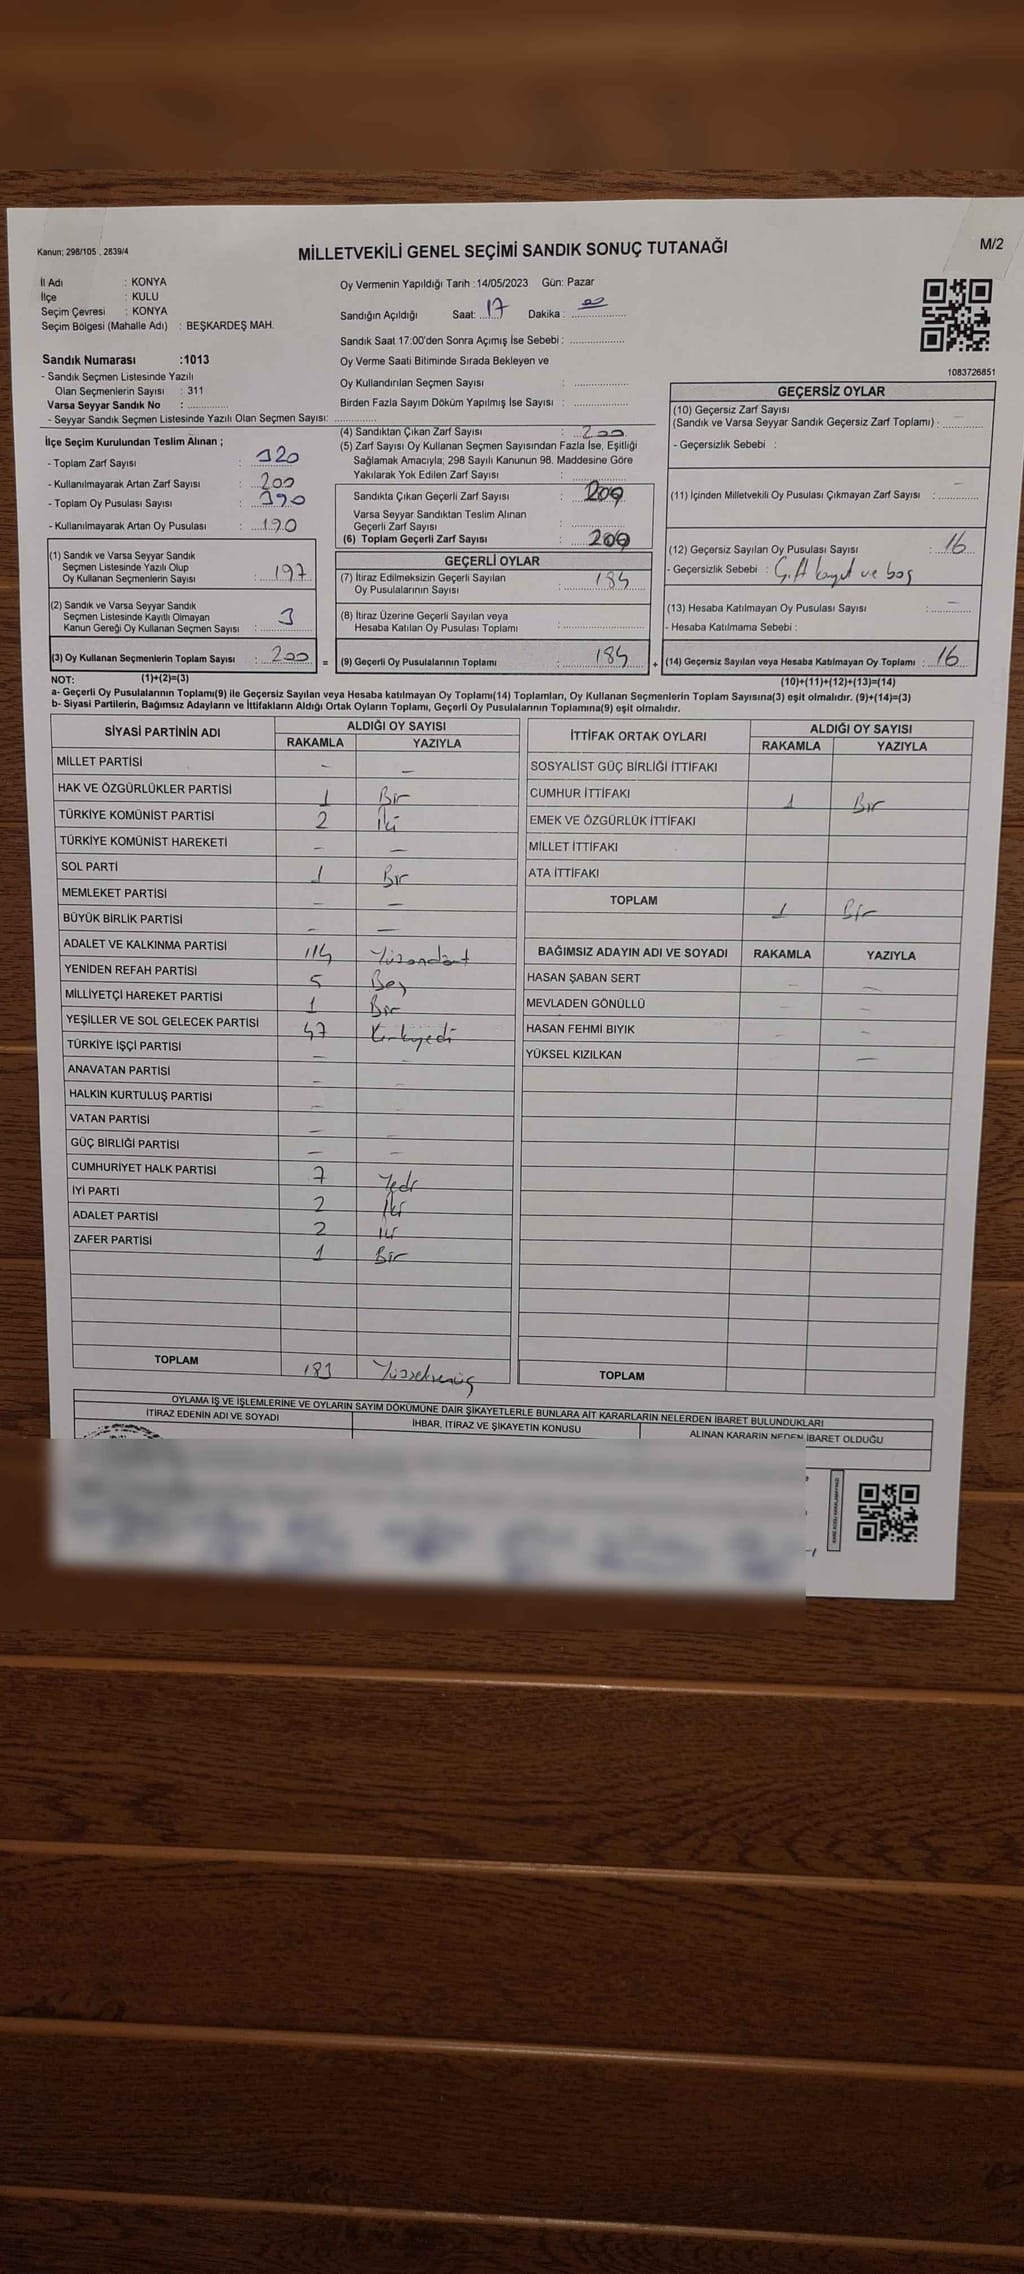 Kanun: 298/105 , 2839/4
MİLLETVEKİLİ GENEL SEÇİMİ SANDIK SONUÇ TUTANAĞI
M/2
İl Adı : KONYA
İlçe : KULU
Seçim Çevresi : KONYA
Seçim Bölgesi (Mahalle Adı) : BEŞKARDEŞ MAH.
Oy Vermenin Yapıldığı Tarih :14/05/2023 Gün: Pazar
Sandığın Açıldığı Saat: 17 Dakika : 00
Sandık Saat 17:00'den Sonra Açımış İse Sebebi :
Oy Verme Saati Bitiminde Sırada Bekleyen ve
Oy Kullandırılan Seçmen Sayısı :
Birden Fazla Sayım Döküm Yapılmış İse Sayısı :
1083726851
Sandık Numarası :1013
- Sandık Seçmen Listesinde Yazılı
Olan Seçmenlerin Sayısı : 311
Varsa Seyyar Sandık No :
- Seyyar Sandık Seçmen Listesinde Yazılı Olan Seçmen Sayısı:
İlçe Seçim Kurulundan Teslim Alınan ;
- Toplam Zarf Sayısı : 320
- Kullanılmayarak Artan Zarf Sayısı : 200
- Toplam Oy Pusulası Sayısı : 390
- Kullanılmayarak Artan Oy Pusulası : 190
(1) Sandık ve Varsa Seyyar Sandık
Seçmen Listesinde Yazılı Olup
Oy Kullanan Seçmenlerin Sayısı : 197
(2) Sandık ve Varsa Seyyar Sandık
Seçmen Listesinde Kayıtlı Olmayan
Kanun Gereği Oy Kullanan Seçmen Sayısı : 3
(3) Oy Kullanan Seçmenlerin Toplam Sayısı : 200 =
(4) Sandıktan Çıkan Zarf Sayısı : 200
(5) Zarf Sayısı Oy Kullanan Seçmen Sayısından Fazla İse, Eşitliği
Sağlamak Amacıyla; 298 Sayılı Kanunun 98. Maddesine Göre
Yakılarak Yok Edilen Zarf Sayısı :
Sandıkta Çıkan Geçerli Zarf Sayısı : 200
Varsa Seyyar Sandıktan Teslim Alınan
Geçerli Zarf Sayısı :
(6) Toplam Geçerli Zarf Sayısı : 200
GEÇERLİ OYLAR
(7) İtiraz Edilmeksizin Geçerli Sayılan
Oy Pusulalarının Sayısı : 184
(8) İtiraz Üzerine Geçerli Sayılan veya
Hesaba Katılan Oy Pusulası Toplamı :
(9) Geçerli Oy Pusulalarının Toplamı : 184 +
GEÇERSİZ OYLAR
(10) Geçersiz Zarf Sayısı
(Sandık ve Varsa Seyyar Sandık Geçersiz Zarf Toplamı) : –
- Geçersizlik Sebebi :
(11) İçinden Milletvekili Oy Pusulası Çıkmayan Zarf Sayısı : –
(12) Geçersiz Sayılan Oy Pusulası Sayısı : 16
- Geçersizlik Sebebi : Çift kayıt ve boş
(13) Hesaba Katılmayan Oy Pusulası Sayısı : –
- Hesaba Katılmama Sebebi :
(14) Geçersiz Sayılan veya Hesaba Katılmayan Oy Toplamı : 16
NOT: (1)+(2)=(3)
(10)+(11)+(12)+(13)=(14)
a- Geçerli Oy Pusulalarının Toplamı(9) ile Geçersiz Sayılan veya Hesaba katılmayan Oy Toplamı(14) Toplamları, Oy Kullanan Seçmenlerin Toplam Sayısına(3) eşit olmalıdır. (9)+(14)=(3)
b- Siyasi Partilerin, Bağımsız Adayların ve İttifakların Aldığı Ortak Oyların Toplamı, Geçerli Oy Pusulalarının Toplamına(9) eşit olmalıdır.
SİYASİ PARTİNİN ADI ALDIĞI OY SAYISI
RAKAMLA YAZIYLA
MİLLET PARTİSİ – –
HAK VE ÖZGÜRLÜKLER PARTİSİ 1 Bir
TÜRKİYE KOMÜNİST PARTİSİ 2 İki
TÜRKİYE KOMÜNİST HAREKETİ – –
SOL PARTİ 1 Bir
MEMLEKET PARTİSİ – –
BÜYÜK BİRLİK PARTİSİ – –
ADALET VE KALKINMA PARTİSİ 114 Yüzondört
YENİDEN REFAH PARTİSİ 5 Beş
MİLLİYETÇİ HAREKET PARTİSİ 1 Bir
YEŞİLLER VE SOL GELECEK PARTİSİ 47 Kırkyedi
TÜRKİYE İŞÇİ PARTİSİ – –
ANAVATAN PARTİSİ – –
HALKIN KURTULUŞ PARTİSİ – –
VATAN PARTİSİ – –
GÜÇ BİRLİĞİ PARTİSİ – –
CUMHURİYET HALK PARTİSİ 7 Yedi
İYİ PARTİ 2 İki
ADALET PARTİSİ 2 İki
ZAFER PARTİSİ 1 Bir
TOPLAM 183 Yüzseksenüç
İTTİFAK ORTAK OYLARI ALDIĞI OY SAYISI
RAKAMLA YAZIYLA
SOSYALİST GÜÇ BİRLİĞİ İTTİFAKI
CUMHUR İTTİFAKI 1 Bir
EMEK VE ÖZGÜRLÜK İTTİFAKI
MİLLET İTTİFAKI
ATA İTTİFAKI
TOPLAM 1 Bir
BAĞIMSIZ ADAYIN ADI VE SOYADI RAKAMLA YAZIYLA
HASAN ŞABAN SERT – –
MEVLADEN GÖNÜLLÜ – –
HASAN FEHMİ BIYIK – –
YÜKSEL KIZILKAN – –
TOPLAM
OYLAMA İŞ VE İŞLEMLERİNE VE OYLARIN SAYIM DÖKÜMÜNE DAİR ŞİKAYETLERLE BUNLARA AİT KARARLARIN NELERDEN İBARET BULUNDUKLARI
İTİRAZ EDENİN ADI VE SOYADI İHBAR, İTİRAZ VE ŞİKAYETİN KONUSU ALINAN KARARIN NEDEN İBARET OLDUĞU